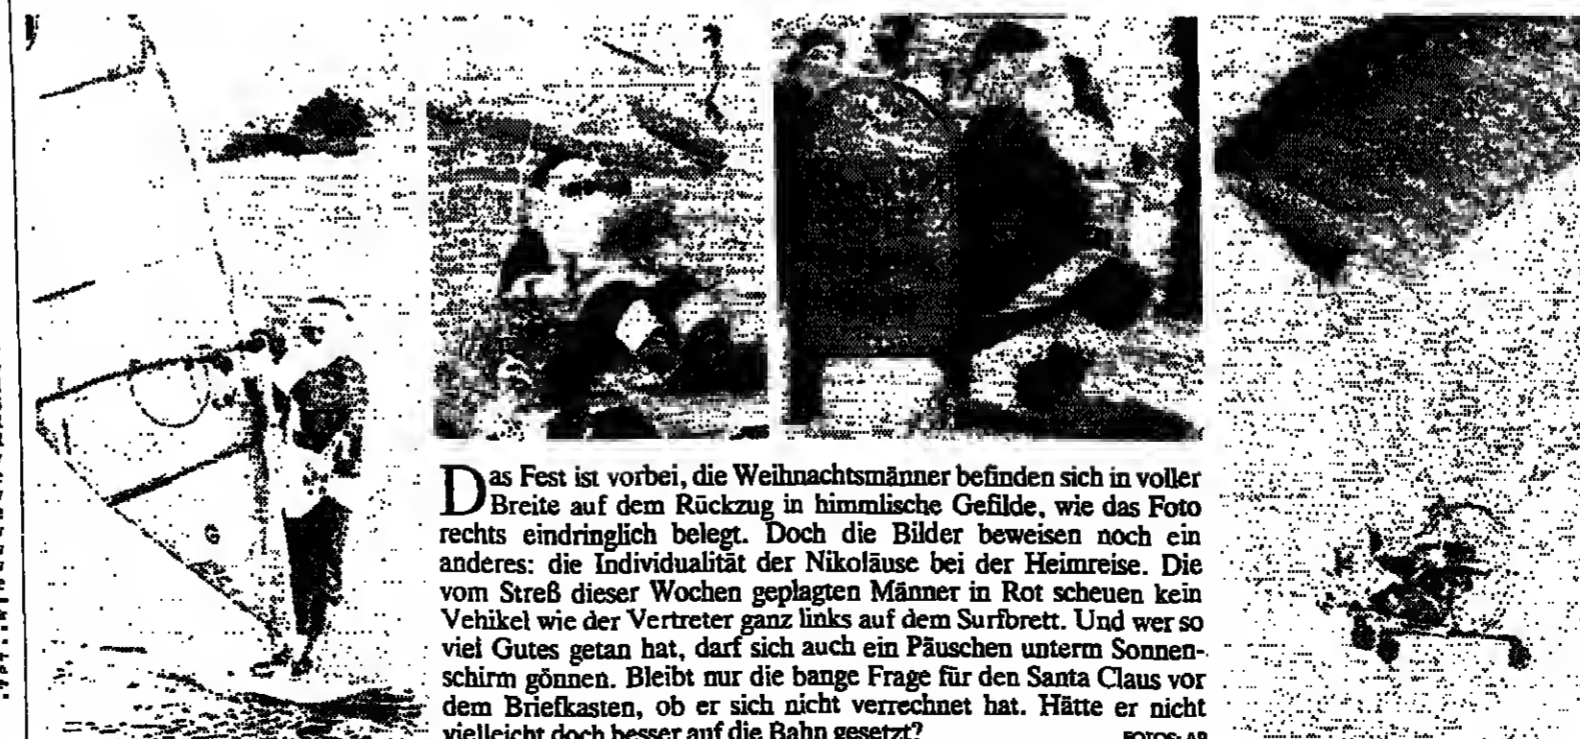 Das Fest ist vorbei, die Weihnachtsmänner befinden sich in voller
Breite auf dem Rückzug in himmlische Gefilde, wie das Foto
rechts eindringlich belegt. Doch die Bilder beweisen noch ein
anderes: die Individualität der Nikoläuse bei der Heimreise. Die
vom Streß dieser Wochen geplagten Männer in Rot scheuen kein
Vehikel wie der Vertreter ganz links auf dem Surfbrett. Und wer so
viel Gutes getan hat, darf sich auch ein Päuschen unterm Sonnen-
schirm gönnen. Bleibt nur die bange Frage für den Santa Claus vor
dem Briefkasten, ob er sich nicht verrechnet hat. Hätte er nicht
vielleicht doch besser auf die Bahn gesetzt?
FOTOS: AP
G